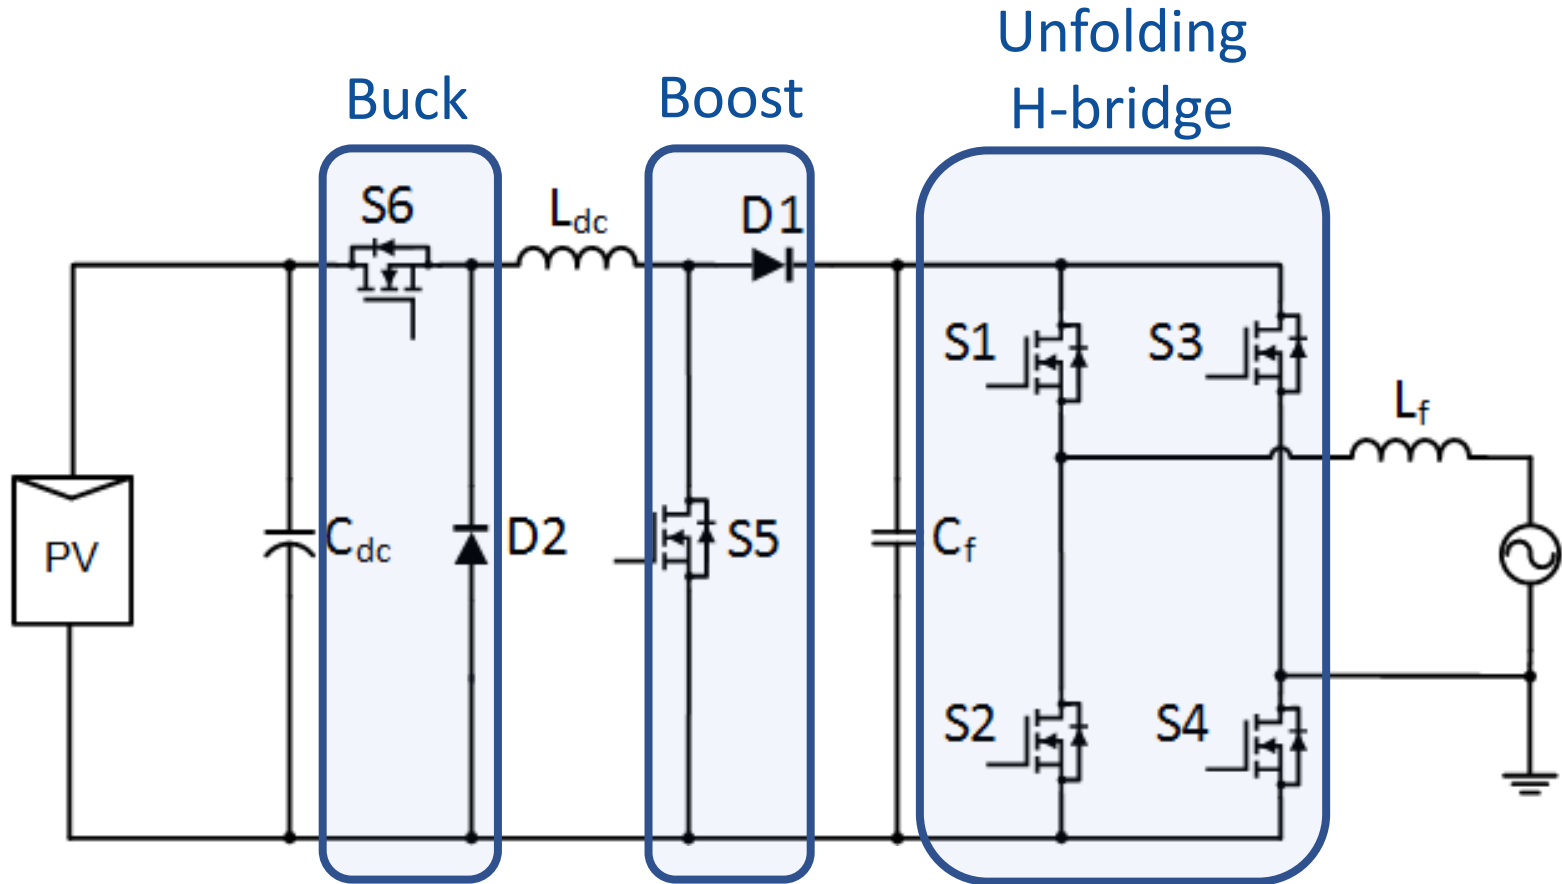 Unfolding
H-bridge
Buck
Boost
S6
Ldc
D1
S1
S3
Lf
PV
Cdc
D2
S5
Cf
S2
S4